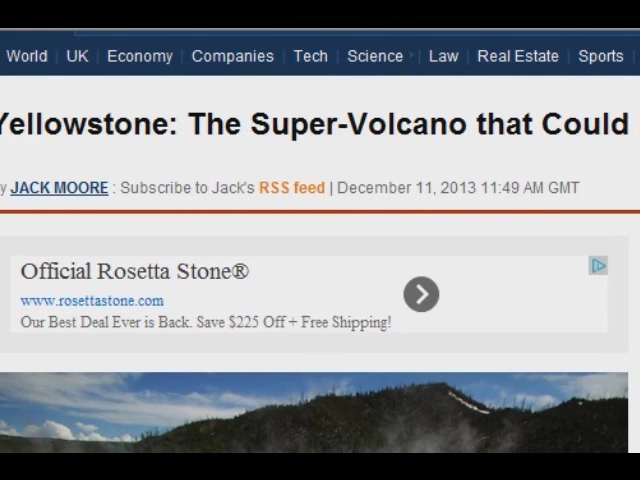 World UK Economy Companies Tech Science Law Real Estate Sports
Yellowstone: The Super-Volcano that Could
y JACK MOORE : Subscribe to Jack's RSS feed | December 11, 2013 11:49 AM GMT
Official Rosetta Stone®
www.rosettastone.com
Our Best Deal Ever is Back. Save $225 Off + Free Shipping!